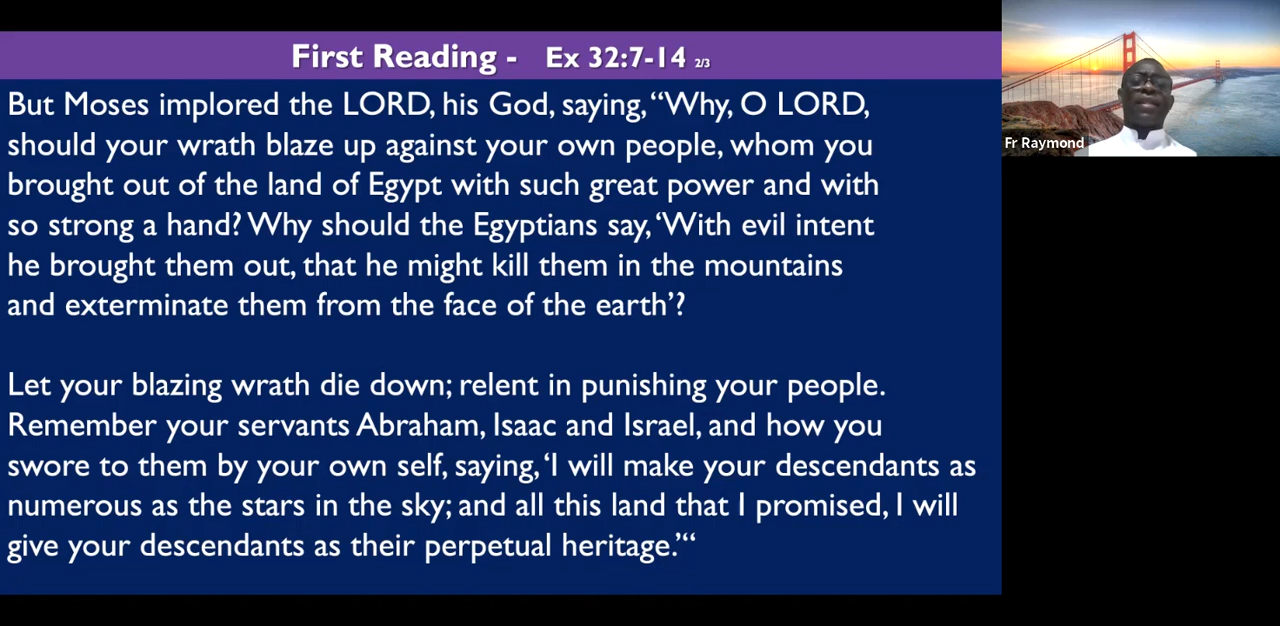 First Reading - Ex 32:7-14 2/3
But Moses implored the LORD, his God, saying, “Why, O LORD,
should your wrath blaze up against your own people, whom you
brought out of the land of Egypt with such great power and with
so strong a hand? Why should the Egyptians say, ‘With evil intent
he brought them out, that he might kill them in the mountains
and exterminate them from the face of the earth’?
Let your blazing wrath die down; relent in punishing your people.
Remember your servants Abraham, Isaac and Israel, and how you
swore to them by your own self, saying, ‘I will make your descendants as
numerous as the stars in the sky; and all this land that I promised, I will
give your descendants as their perpetual heritage.’“
Fr Raymond